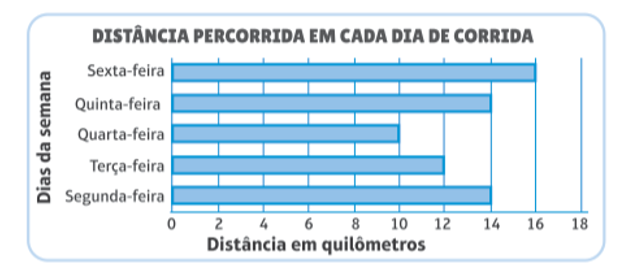 DISTÂNCIA PERCORRIDA EM CADA DIA DE CORRIDA
Dias da semana
Sexta-feira
Quinta-feira
Quarta-feira
Terça-feira
Segunda-feira
0 2 4 6 8 10 12 14 16 18
Distância em quilômetros